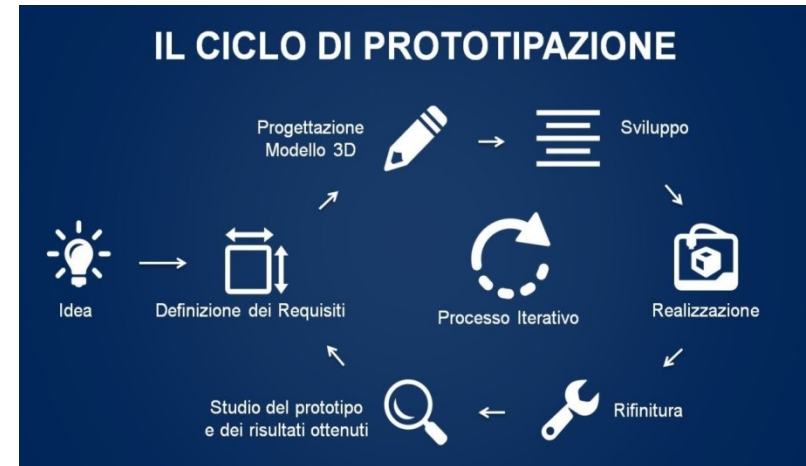 IL CICLO DI PROTOTIPAZIONE
Progettazione
Modello 3D
Sviluppo
Idea
Definizione dei Requisiti
Processo Iterativo
Realizzazione
Studio del prototipo
e dei risultati ottenuti
Rifinitura